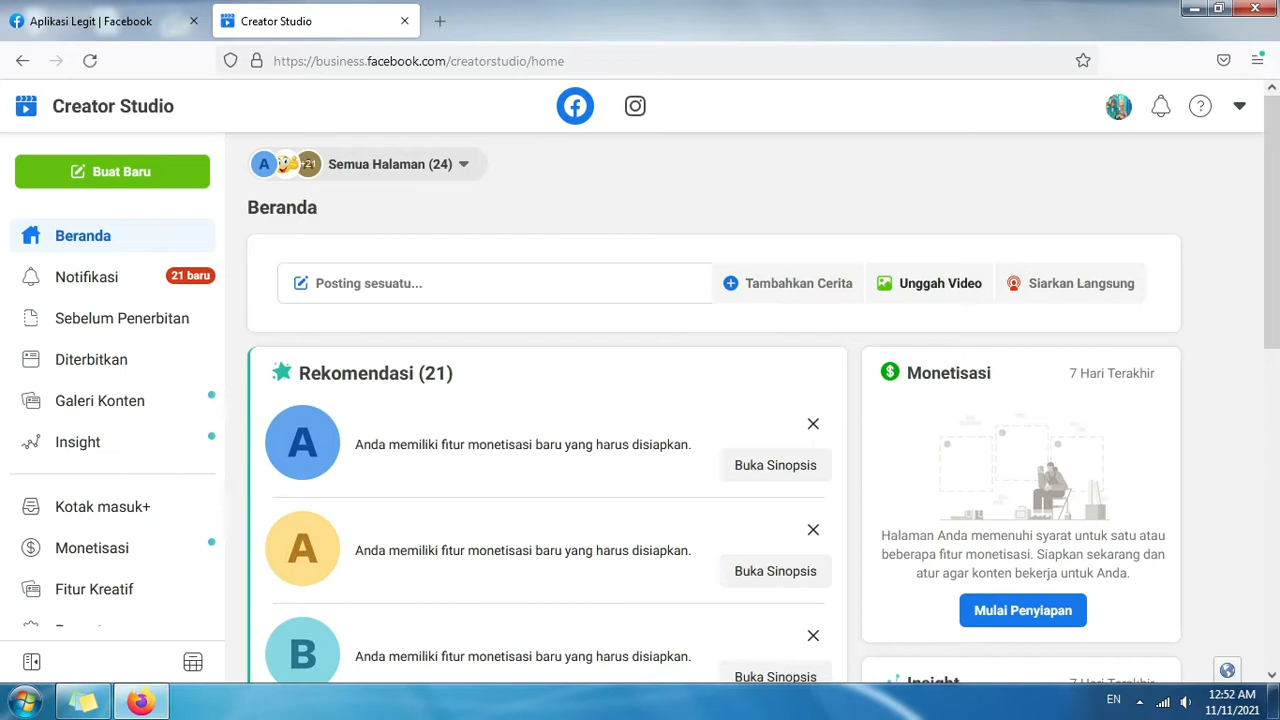 Aplikasi Legit | Facebook
Creator Studio
https://business.facebook.com/creatorstudio/home
Creator Studio
Buat Baru
A +21 Semua Halaman (24)
Beranda
Beranda
Notifikasi
21 baru
Sebelum Penerbitan
Diterbitkan
Galeri Konten
Insight
Kotak masuk+
Monetisasi
Fitur Kreatif
Posting sesuatu...
Tambahkan Cerita
Unggah Video
Siarkan Langsung
Rekomendasi (21)
A
Anda memiliki fitur monetisasi baru yang harus disiapkan.
Buka Sinopsis
A
Anda memiliki fitur monetisasi baru yang harus disiapkan.
Buka Sinopsis
B
Anda memiliki fitur monetisasi baru yang harus disiapkan.
Buka Sinopsis
Monetisasi
7 Hari Terakhir
Halaman Anda memenuhi syarat untuk satu atau
beberapa fitur monetisasi. Siapkan sekarang dan
atur agar konten bekerja untuk Anda.
Mulai Penyiapan
Insight
7 Hari Terakhir
EN
12:52 AM
11/11/2021